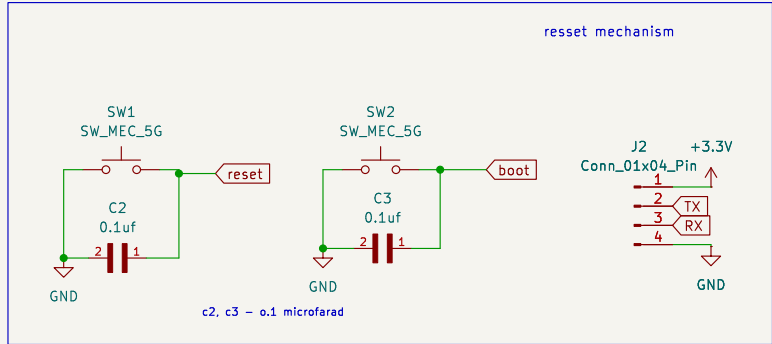 resset mechanism
SW1
SW_MEC_5G
reset
C2
0.1uf
2 1
GND
SW2
SW_MEC_5G
boot
C3
0.1uf
2 1
GND
J2
Conn_01x04_Pin
+3.3V
1
2 TX
3 RX
4
GND
c2, c3 - o.1 microfarad